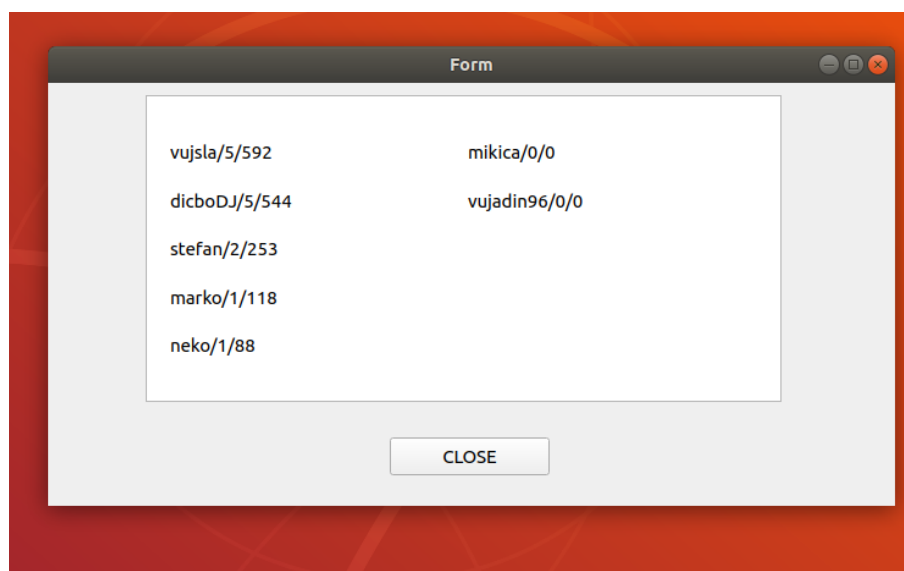 Form
vujsla/5/592
dicboDJ/5/544
stefan/2/253
marko/1/118
neko/1/88
mikica/0/0
vujadin96/0/0
CLOSE